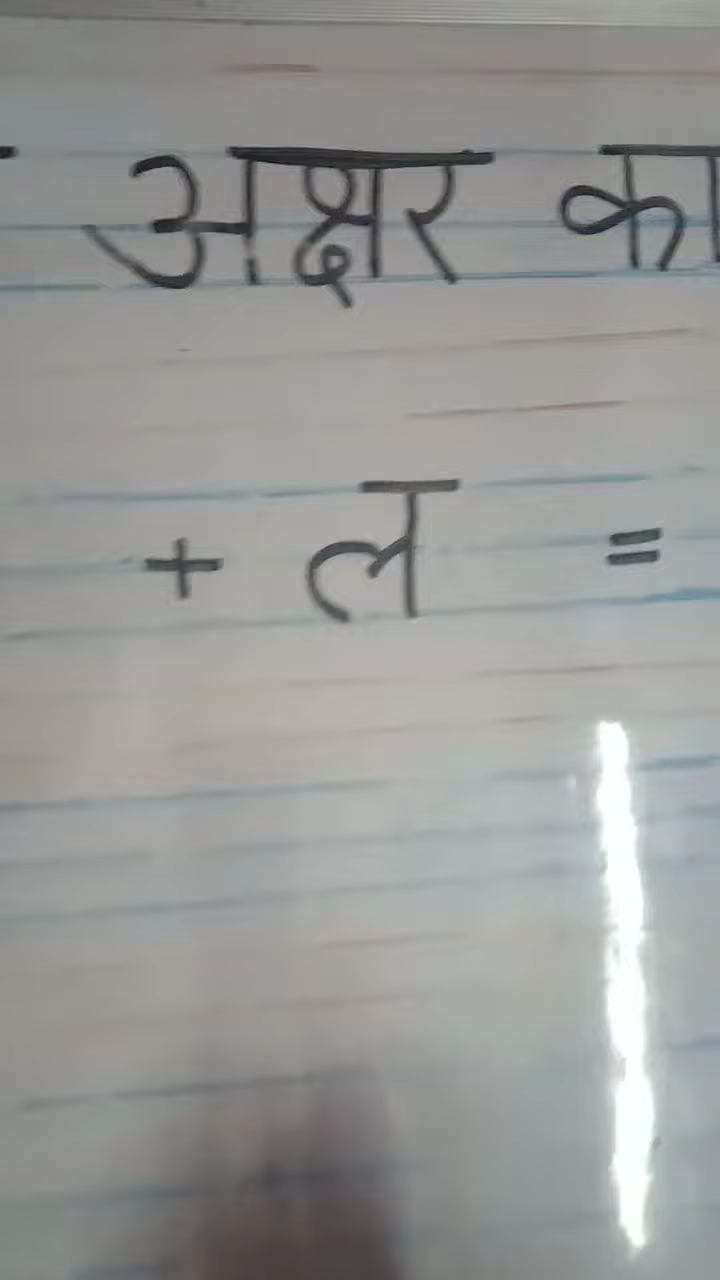 अक्षर का
+ ल =